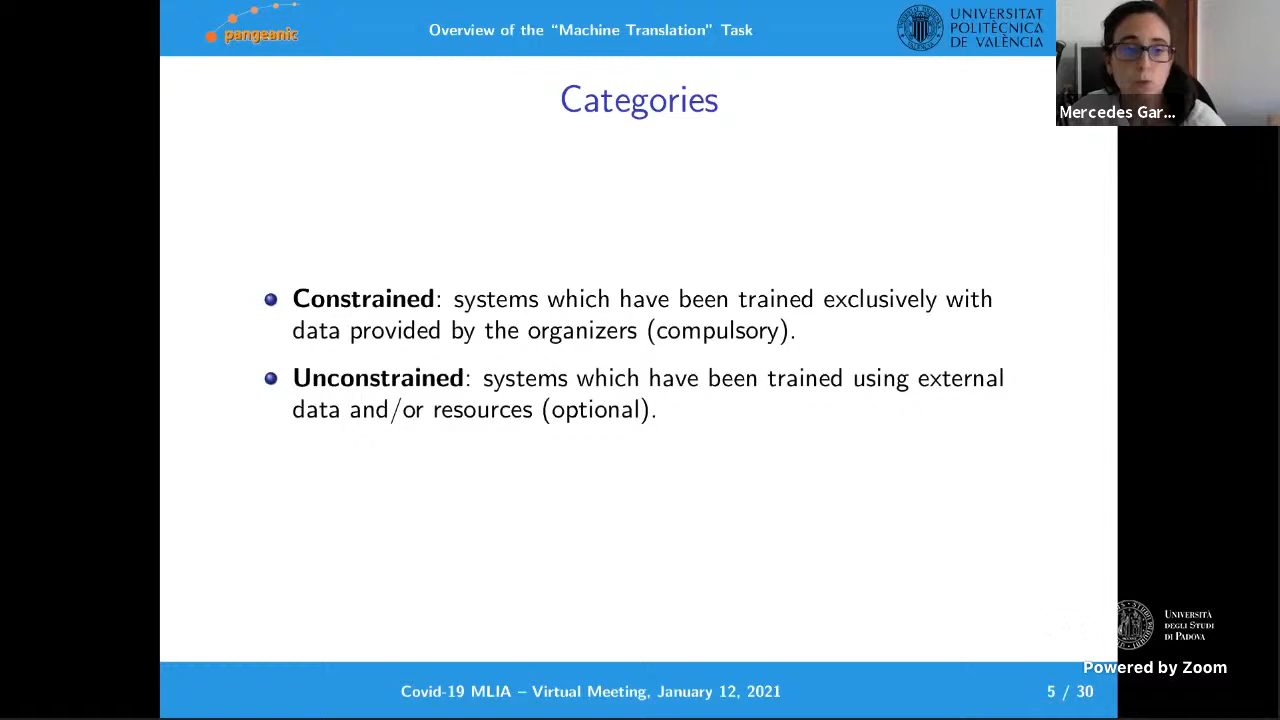 pangeanic
Overview of the “Machine Translation” Task
UNIVERSITAT
POLITÈCNICA
DE VALÈNCIA
Mercedes Gar...
Categories
Constrained: systems which have been trained exclusively with
data provided by the organizers (compulsory).
Unconstrained: systems which have been trained using external
data and/or resources (optional).
UNIVERSITÀ
DEGLI STUDI
DI PADOVA
Powered by Zoom
Covid-19 MLIA – Virtual Meeting, January 12, 2021
5 / 30